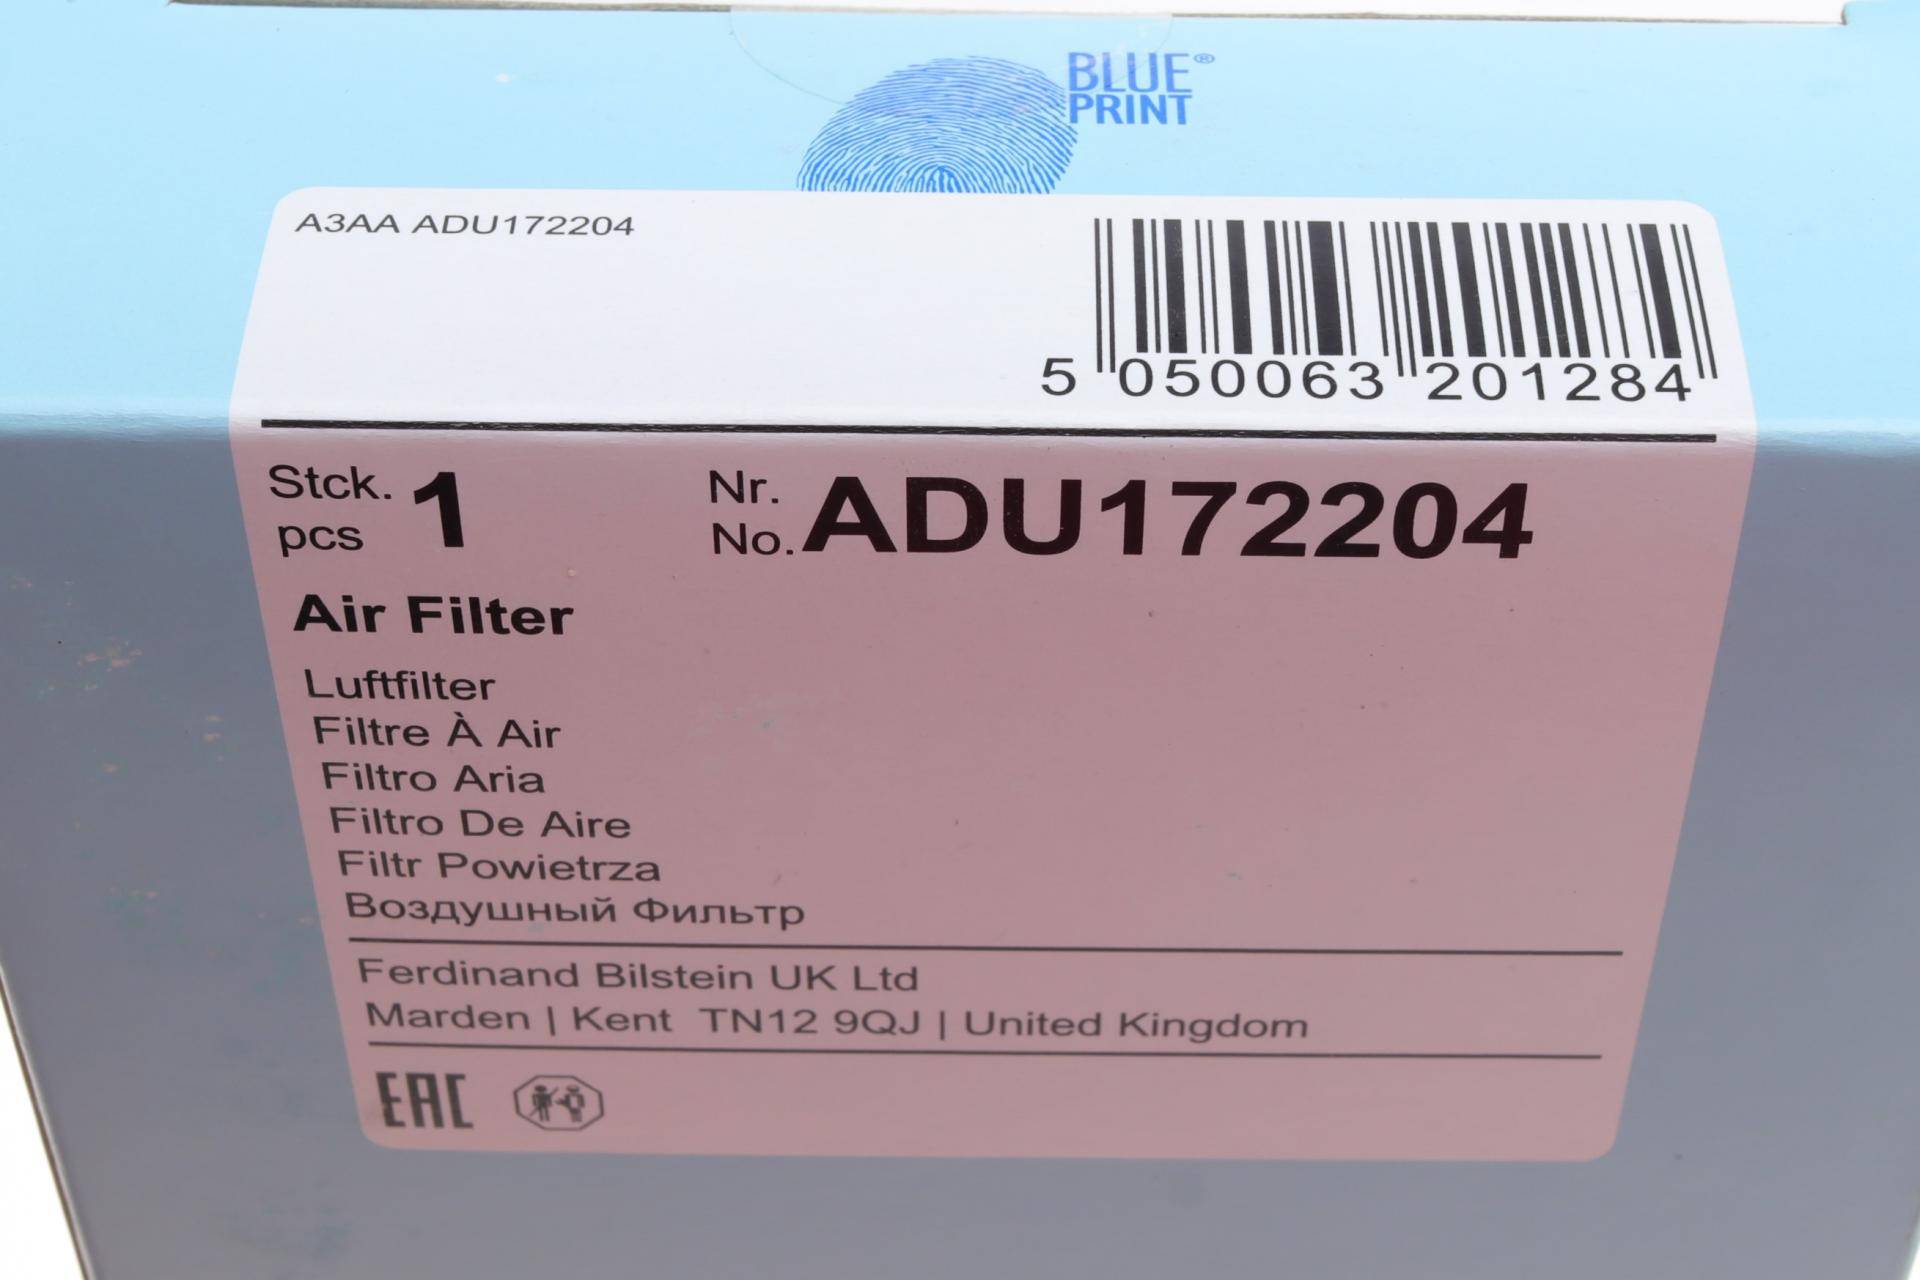 BLUE®
PRINT
A3AA ADU172204
5 050063 201284
Stck. 1 Nr. ADU172204
pcs No.
Air Filter
Luftfilter
Filtre À Air
Filtro Aria
Filtro De Aire
Filtr Powietrza
Воздушный Фильтр
Ferdinand Bilstein UK Ltd
Marden | Kent TN12 9QJ | United Kingdom
EAC